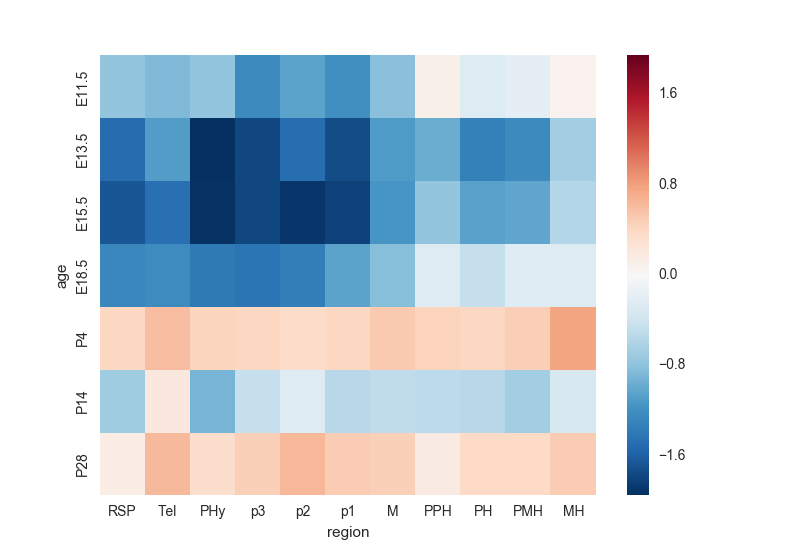 E11.5
E13.5
E15.5
E18.5
P4
P14
P28
age
RSP Tel PHy p3 p2 p1 M PPH PH PMH MH
region
1.6
0.8
0.0
−0.8
−1.6